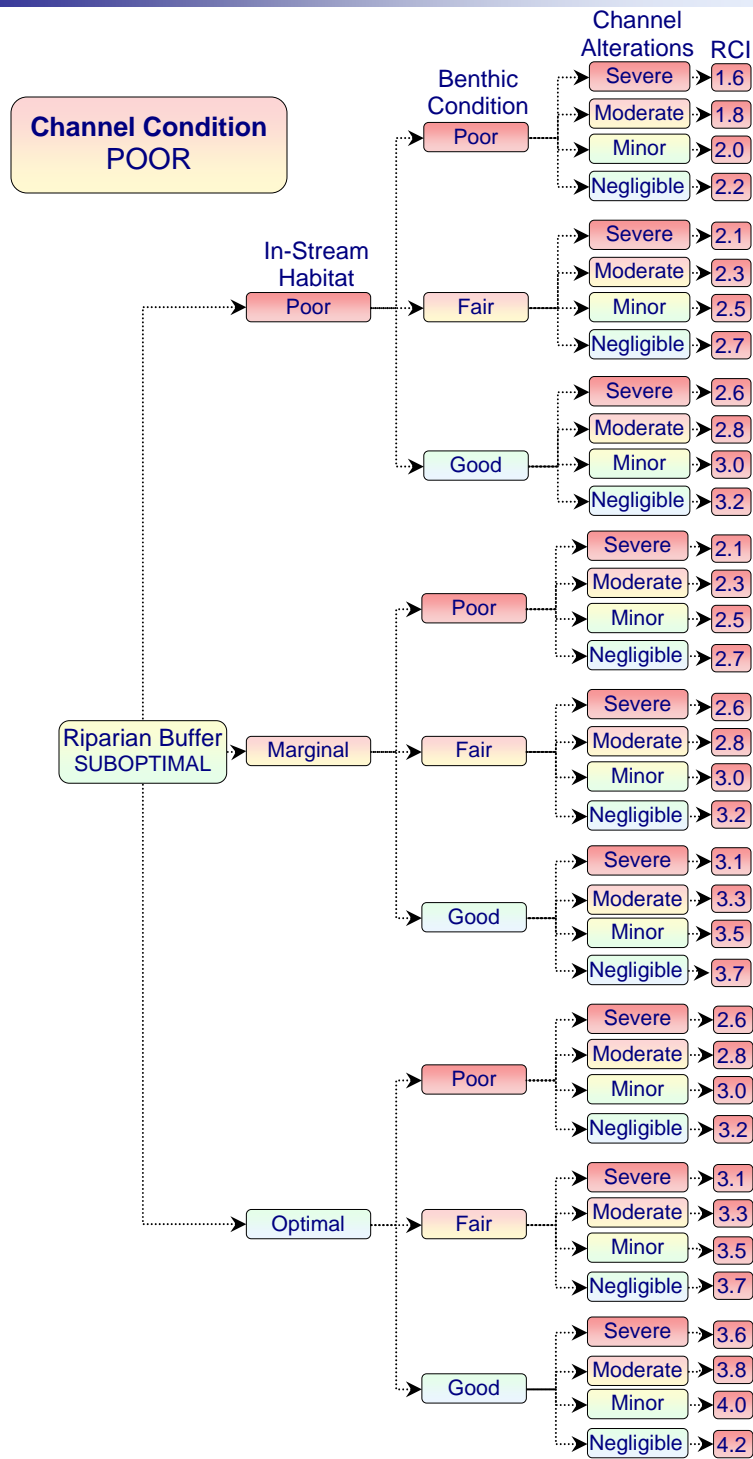 Channel Condition
POOR
Channel
Alterations
RCI
Benthic
Condition
In-Stream
Habitat
Riparian Buffer
SUBOPTIMAL
Poor
Poor
Severe 1.6
Moderate 1.8
Minor 2.0
Negligible 2.2
Fair
Severe 2.1
Moderate 2.3
Minor 2.5
Negligible 2.7
Good
Severe 2.6
Moderate 2.8
Minor 3.0
Negligible 3.2
Marginal
Poor
Severe 2.1
Moderate 2.3
Minor 2.5
Negligible 2.7
Fair
Severe 2.6
Moderate 2.8
Minor 3.0
Negligible 3.2
Good
Severe 3.1
Moderate 3.3
Minor 3.5
Negligible 3.7
Optimal
Poor
Severe 2.6
Moderate 2.8
Minor 3.0
Negligible 3.2
Fair
Severe 3.1
Moderate 3.3
Minor 3.5
Negligible 3.7
Good
Severe 3.6
Moderate 3.8
Minor 4.0
Negligible 4.2